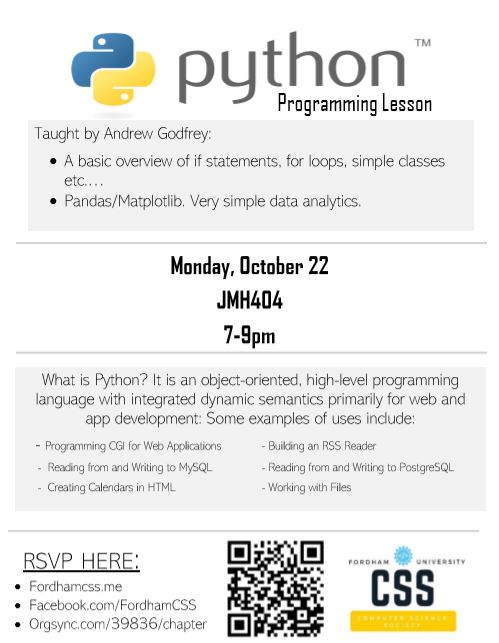 python™
Programming Lesson
Taught by Andrew Godfrey:
• A basic overview of if statements, for loops, simple classes
etc....
• Pandas/Matplotlib. Very simple data analytics.
Monday, October 22
JMH404
7-9pm
What is Python? It is an object-oriented, high-level programming
language with integrated dynamic semantics primarily for web and
app development: Some examples of uses include:
- Programming CGI for Web Applications
- Reading from and Writing to MySQL
- Creating Calendars in HTML
- Building an RSS Reader
- Reading from and Writing to PostgreSQL
- Working with Files
RSVP HERE:
• Fordhamcss.me
• Facebook.com/FordhamCSS
• Orgsync.com/39836/chapter
FORDHAM UNIVERSITY
CSS
COMPUTER SCIENCE
SOCIETY